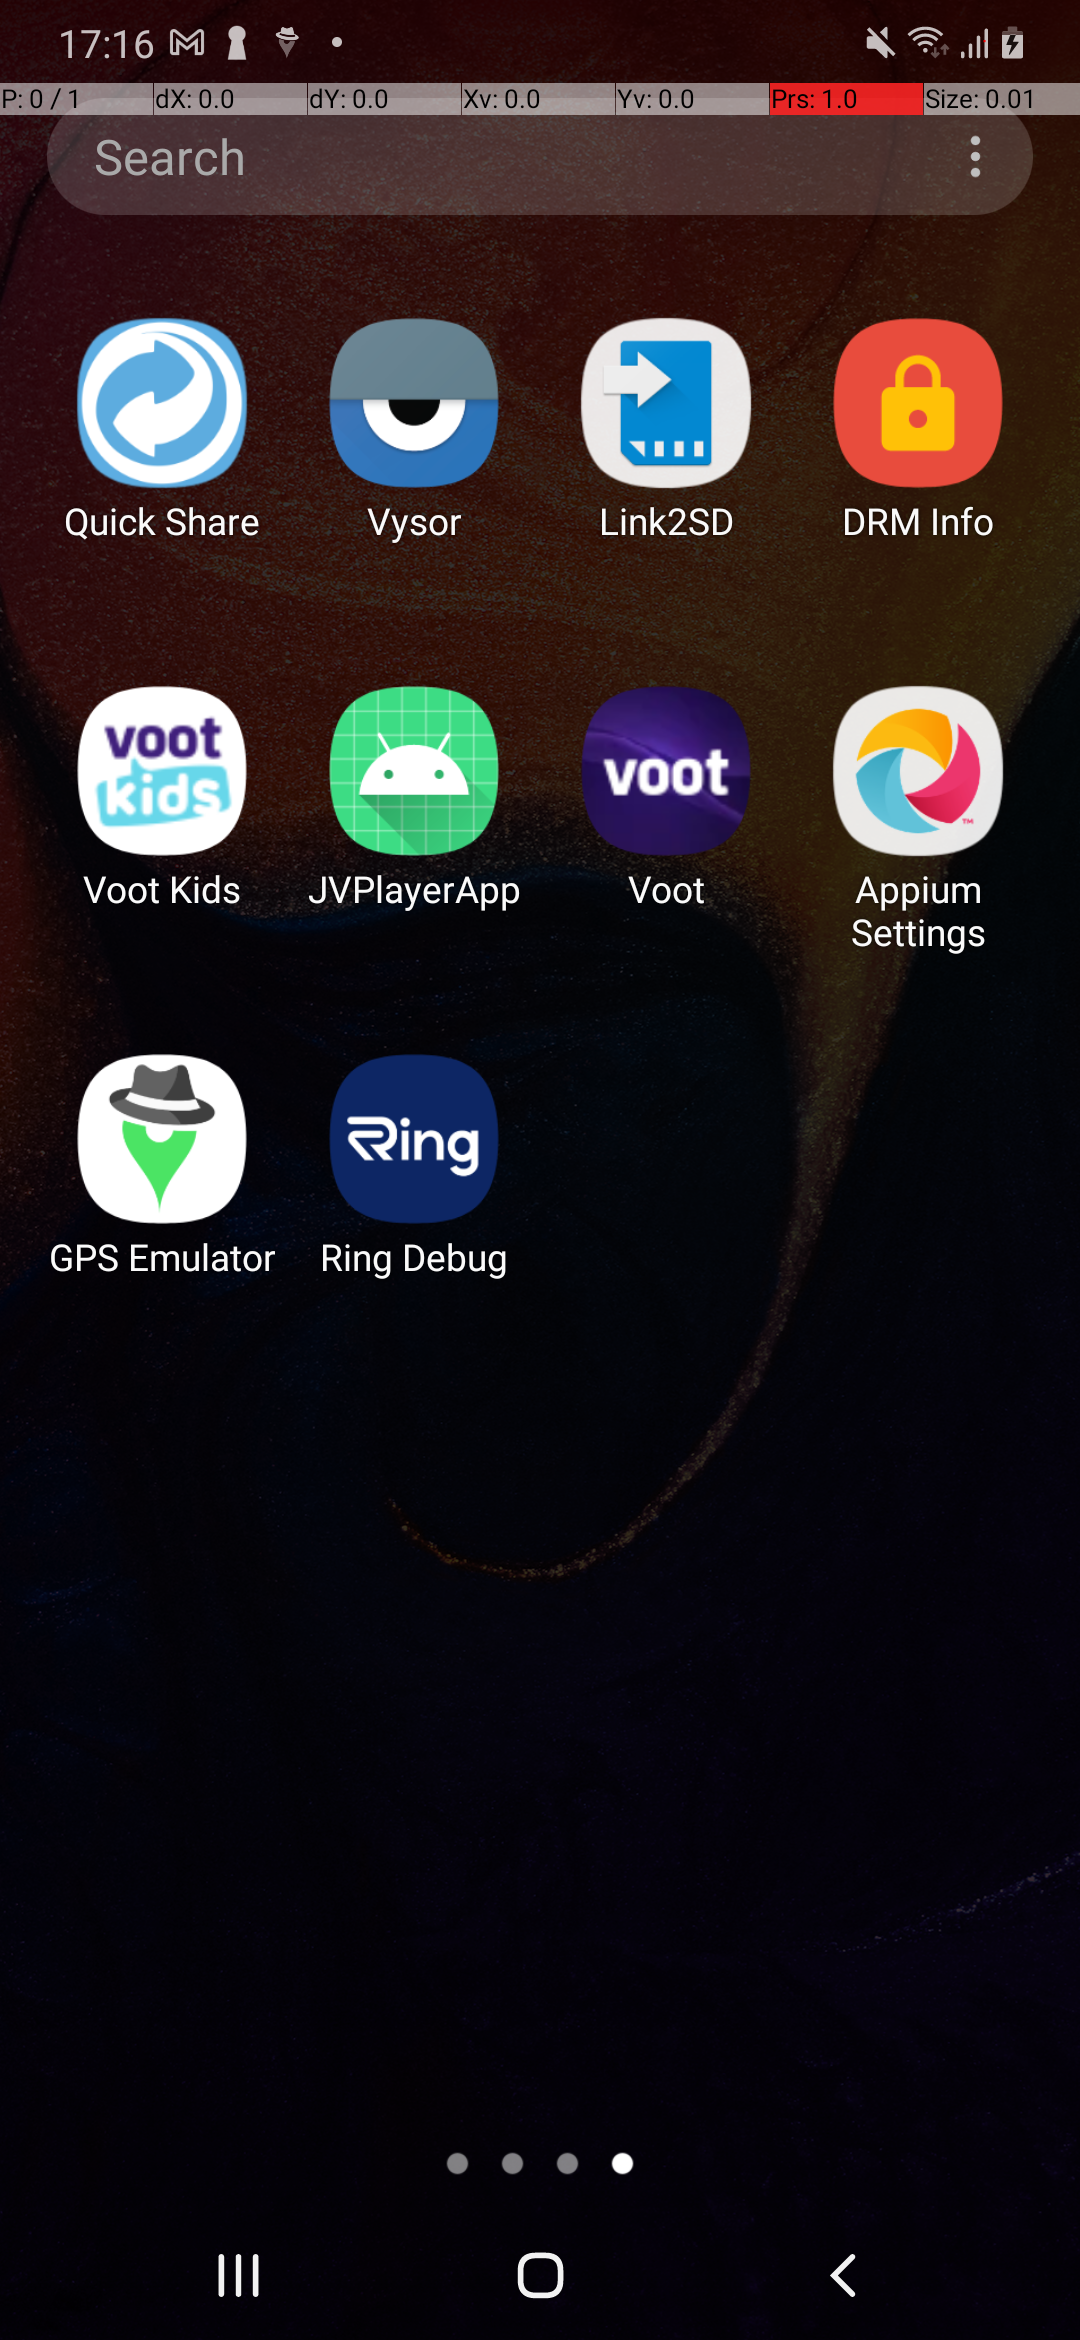 17:16
P: 0 / 1 dX: 0.0 dY: 0.0 Xv: 0.0 Yv: 0.0 Prs: 1.0 Size: 0.01
Search
Quick Share Vysor Link2SD DRM Info
voot
kids
voot
TM
Voot Kids JVPlayerApp Voot Appium
Settings
Ring
GPS Emulator Ring Debug